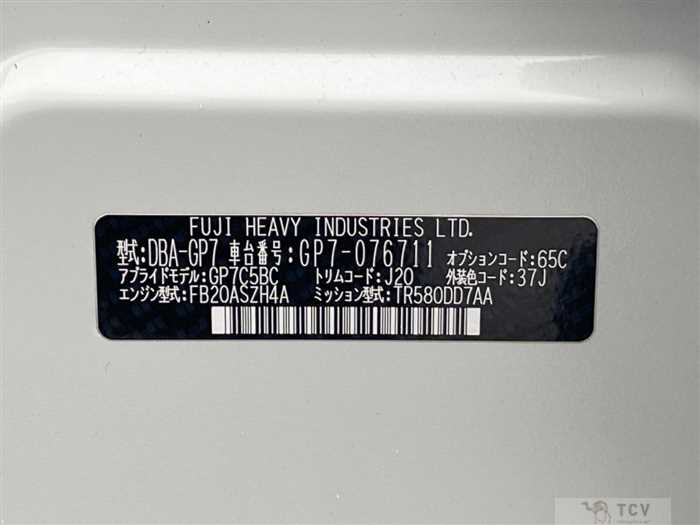 FUJI HEAVY INDUSTRIES LTD.
型式:DBA-GP7 車台番号:GP7-076711 オプションコード:65C
アプライドモデル:GP7C5BC トリムコード:J20 外装色コード:37J
エンジン型式:FB20ASZH4A ミッション型式:TR580DD7AA
TCV